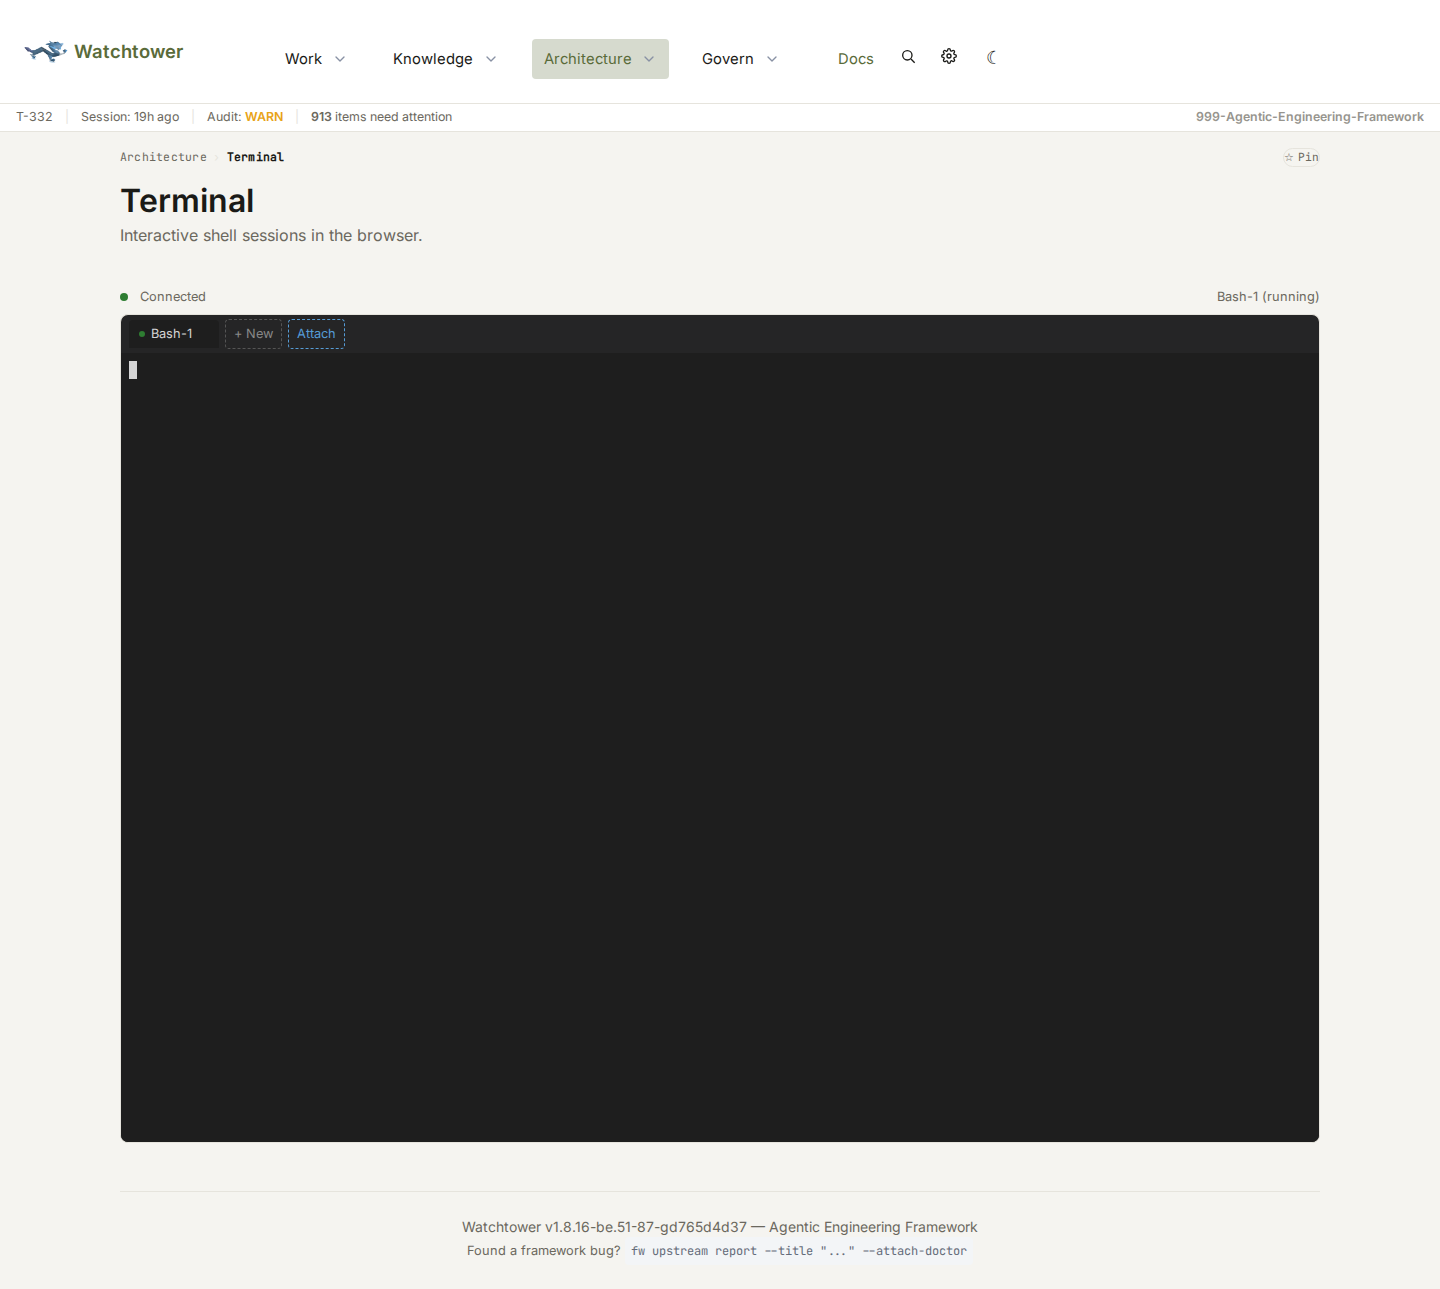 Watchtower
Work
Knowledge
Architecture
Govern
Docs
T-332
Session: 19h ago
Audit: WARN
913 items need attention
999-Agentic-Engineering-Framework
Architecture › Terminal
☆ Pin
Terminal
Interactive shell sessions in the browser.
Connected
Bash-1 (running)
Bash-1
+ New
Attach
Watchtower v1.8.16-be.51-87-gd765d4d37 — Agentic Engineering Framework
Found a framework bug? fw upstream report --title "..." --attach-doctor